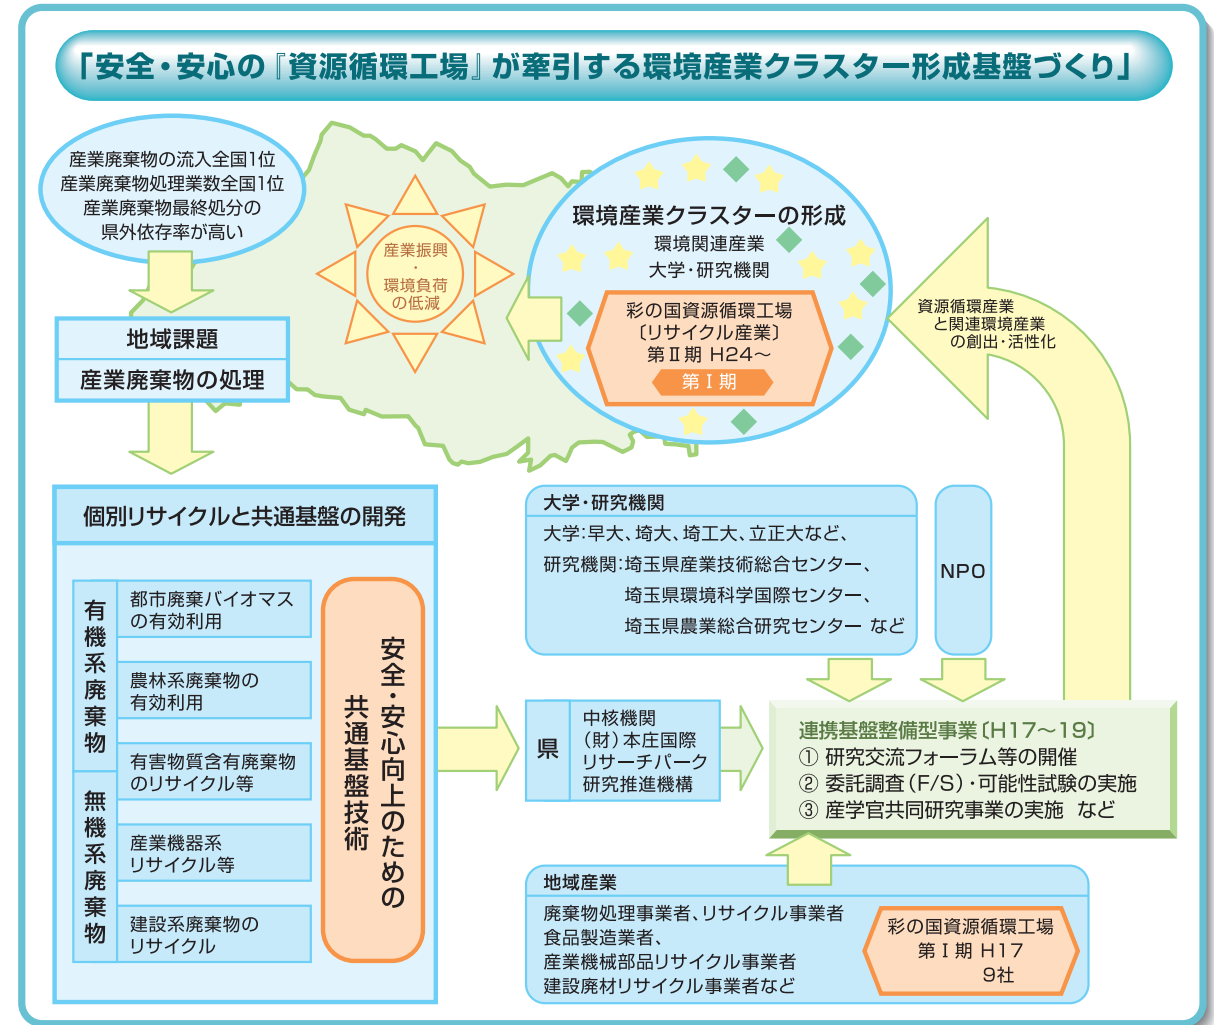 「安全・安心の『資源循環工場』が牽引する環境産業クラスター形成基盤づくり」
産業廃棄物の流入全国1位
産業廃棄物処理業数全国1位
産業廃棄物最終処分の
県外依存率が高い
地域課題
産業廃棄物の処理
産業振興
・
環境負荷
の低減
環境産業クラスターの形成
環境関連産業
大学・研究機関
彩の国資源循環工場
〔リサイクル産業〕
第Ⅱ期 H24～
第Ⅰ期
資源循環産業
と関連環境産業
の創出・活性化
個別リサイクルと共通基盤の開発
有機系廃棄物
都市廃棄バイオマス
の有効利用
農林系廃棄物の
有効利用
有害物質含有廃棄物
のリサイクル等
無機系廃棄物
産業機器系
リサイクル等
建設系廃棄物の
リサイクル
安全・安心向上のための
共通基盤技術
大学・研究機関
大学：早大、埼大、埼工大、立正大など、
研究機関：埼玉県産業技術総合センター、
埼玉県環境科学国際センター、
埼玉県農業総合研究センター など
NPO
県
中核機関
（財）本庄国際
リサーチパーク
研究推進機構
連携基盤整備型事業〔H17～19〕
① 研究交流フォーラム等の開催
② 委託調査（F/S）・可能性試験の実施
③ 産学官共同研究事業の実施 など
地域産業
廃棄物処理事業者、リサイクル事業者
食品製造業者、
産業機械部品リサイクル事業者
建設廃材リサイクル事業者など
彩の国資源循環工場
第Ⅰ期 H17
9社